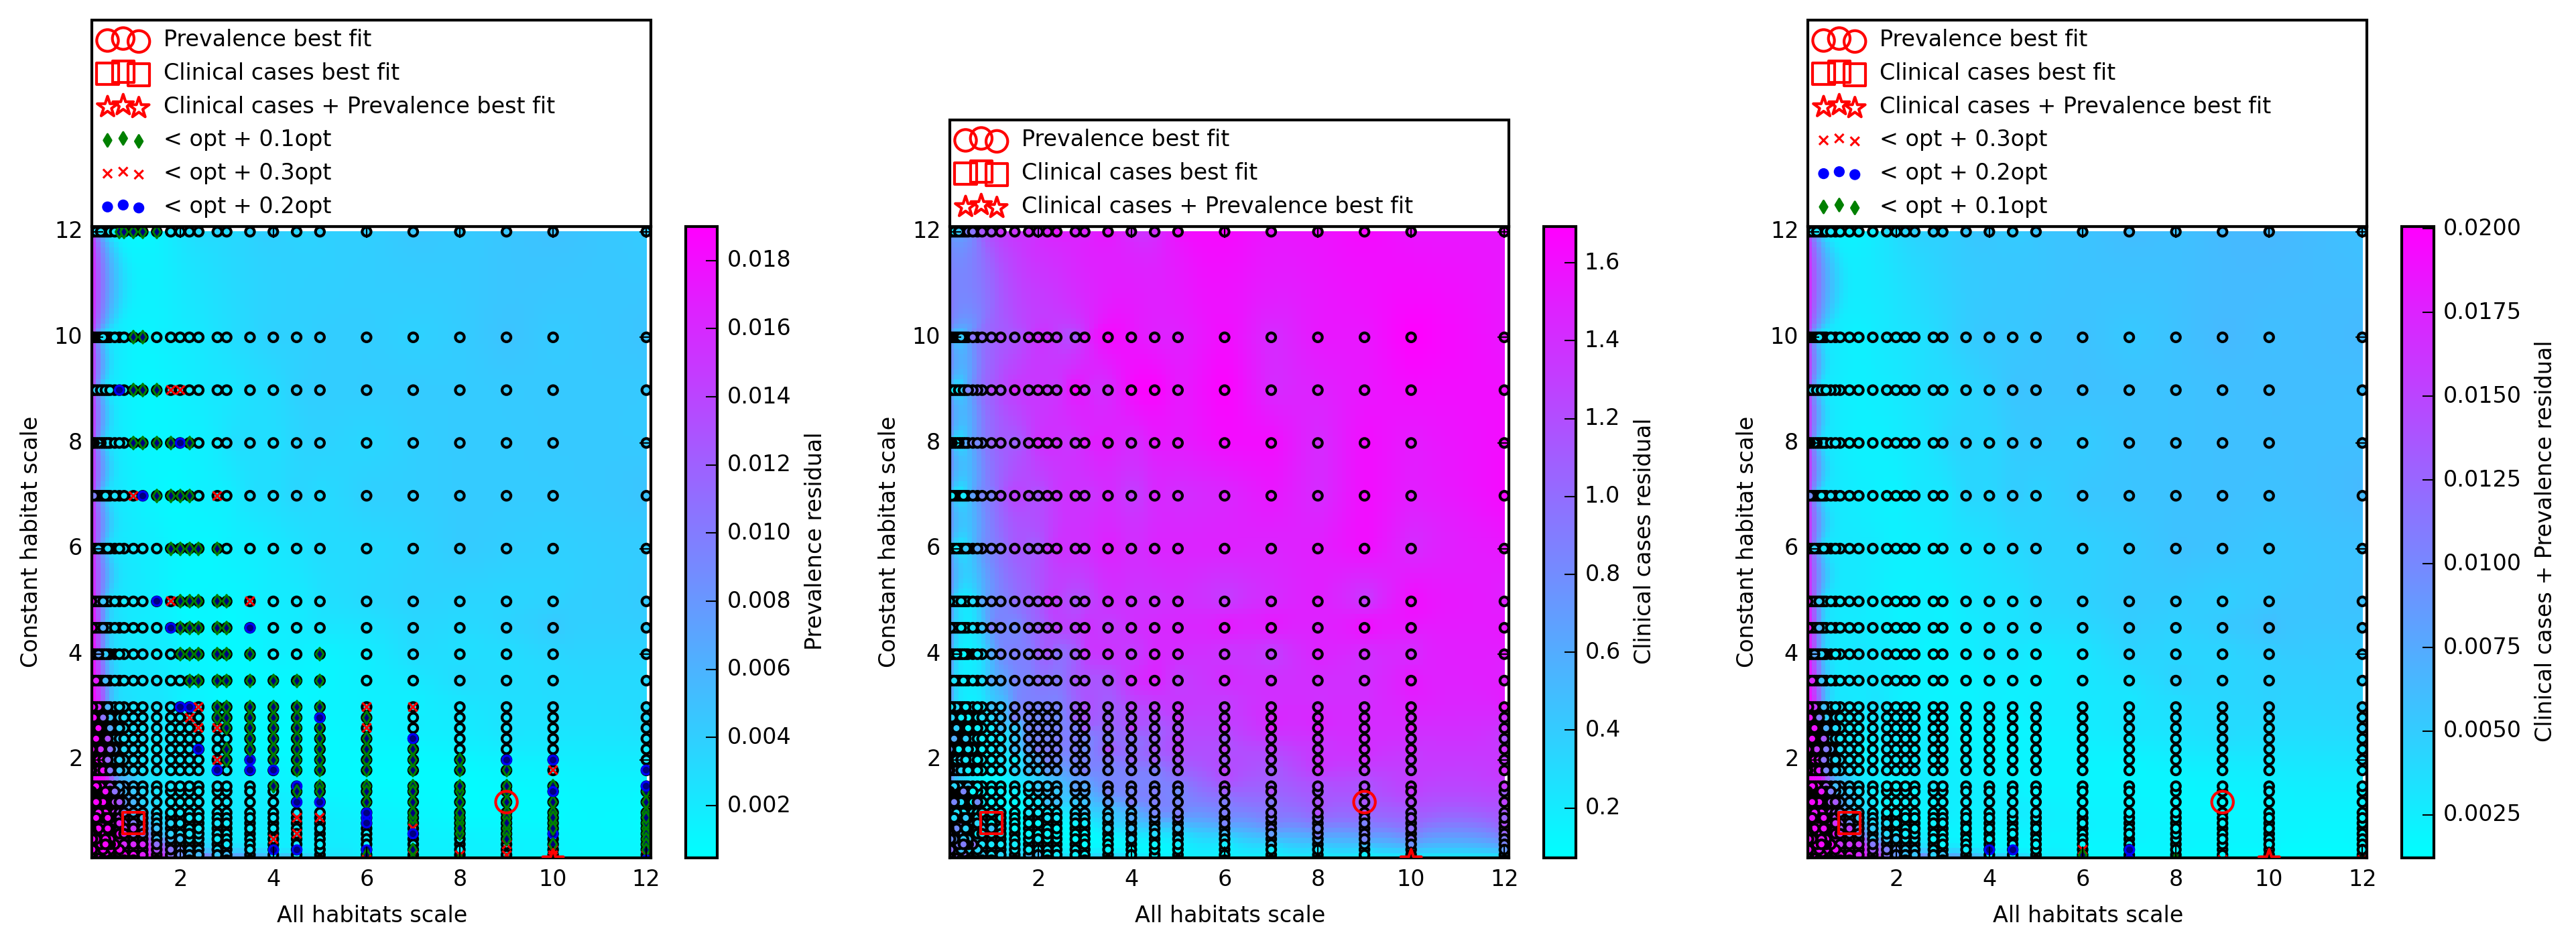 Prevalence best fit
Clinical cases best fit
Clinical cases + Prevalence best fit
< opt + 0.1opt
< opt + 0.3opt
< opt + 0.2opt
12
10
8
6
4
2
Constant habitat scale
2 4 6 8 10 12
All habitats scale
0.018
0.016
0.014
0.012
0.010
0.008
0.006
0.004
0.002
Prevalence residual
Prevalence best fit
Clinical cases best fit
Clinical cases + Prevalence best fit
12
10
8
6
4
2
Constant habitat scale
2 4 6 8 10 12
All habitats scale
1.6
1.4
1.2
1.0
0.8
0.6
0.4
0.2
Clinical cases residual
Prevalence best fit
Clinical cases best fit
Clinical cases + Prevalence best fit
< opt + 0.3opt
< opt + 0.2opt
< opt + 0.1opt
12
10
8
6
4
2
Constant habitat scale
2 4 6 8 10 12
All habitats scale
0.0200
0.0175
0.0150
0.0125
0.0100
0.0075
0.0050
0.0025
Clinical cases + Prevalence residual